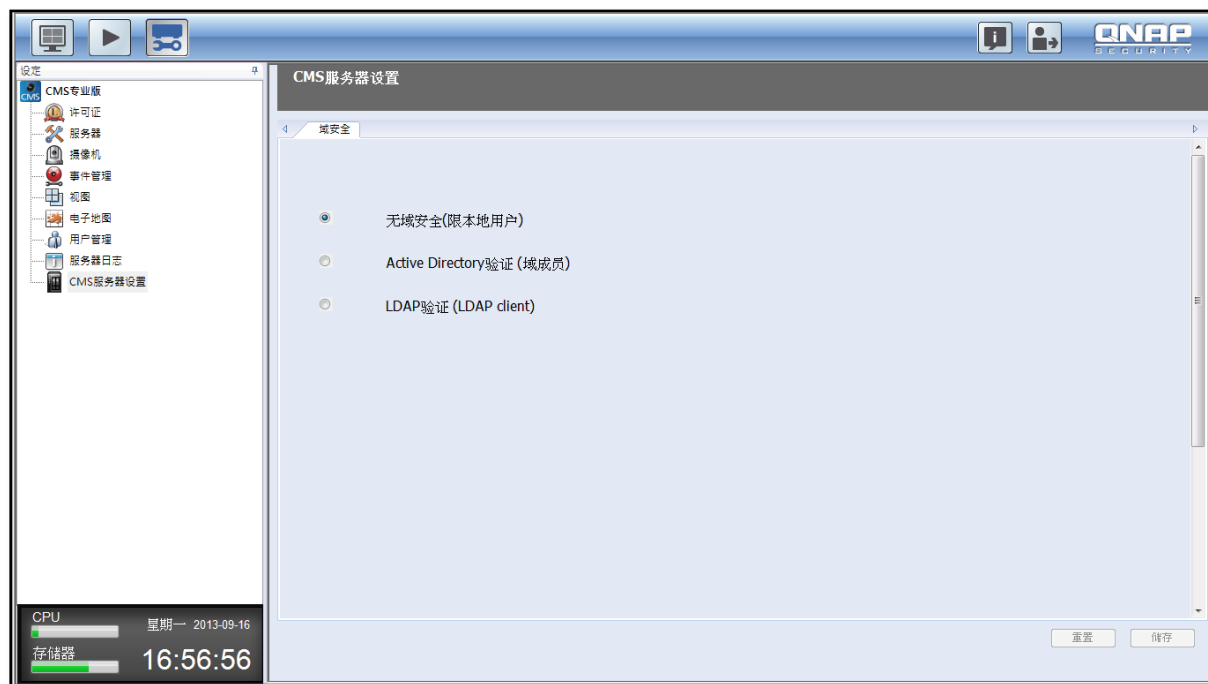 QNAP
SECURITY
设定
CMS专业版
许可证
服务器
摄像机
事件管理
视图
电子地图
用户管理
服务器日志
CMS服务器设置
CMS服务器设置
域安全
无域安全(限本地用户)
Active Directory验证 (域成员)
LDAP验证 (LDAP client)
重置 储存
CPU
星期一 2013-09-16
存储器
16:56:56